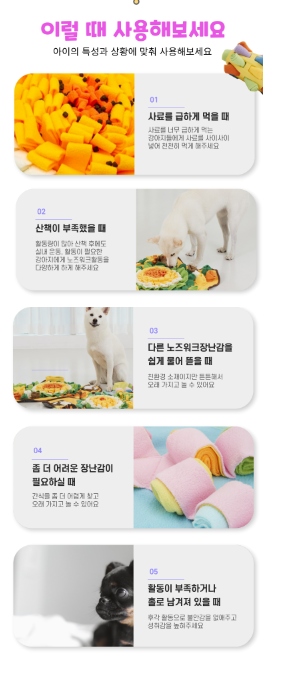 이럴 때 사용해보세요
아이의 특성과 상황에 맞춰 사용해보세요
01
사료를 급하게 먹을 때
사료를 너무 급하게 먹는
강아지들에게 사료를 사이사이
넣어 천천히 먹게 해주세요
02
산책이 부족했을 때
활동량이 많아 산책 후에도
실내 운동, 활동이 필요한
강아지에게 노즈워크활동을
다양하게 하게 해주세요
03
다른 노즈워크장난감을
쉽게 물어 뜯을 때
친환경 소재이지만 튼튼해서
오래 가지고 놀 수 있어요
04
좀 더 어려운 장난감이
필요하실 때
간식을 좀 더 어렵게 찾고
오래 가지고 놀 수 있어요
05
활동이 부족하거나
홀로 남겨져 있을 때
후각 활동으로 불안감을 없애주고
성취감을 높여주세요